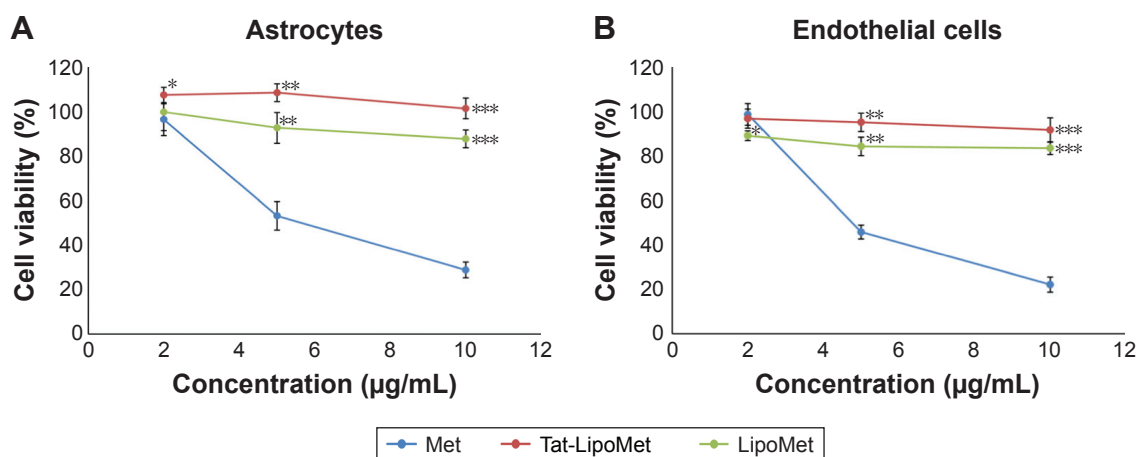 A
Astrocytes
Cell viability (%)
120
100
80
60
40
20
0
*
**
***
**
***
0 2 4 6 8 10 12
Concentration (µg/mL)
B
Endothelial cells
Cell viability (%)
120
100
80
60
40
20
0
*
**
***
**
***
0 2 4 6 8 10 12
Concentration (µg/mL)
Met Tat-LipoMet LipoMet